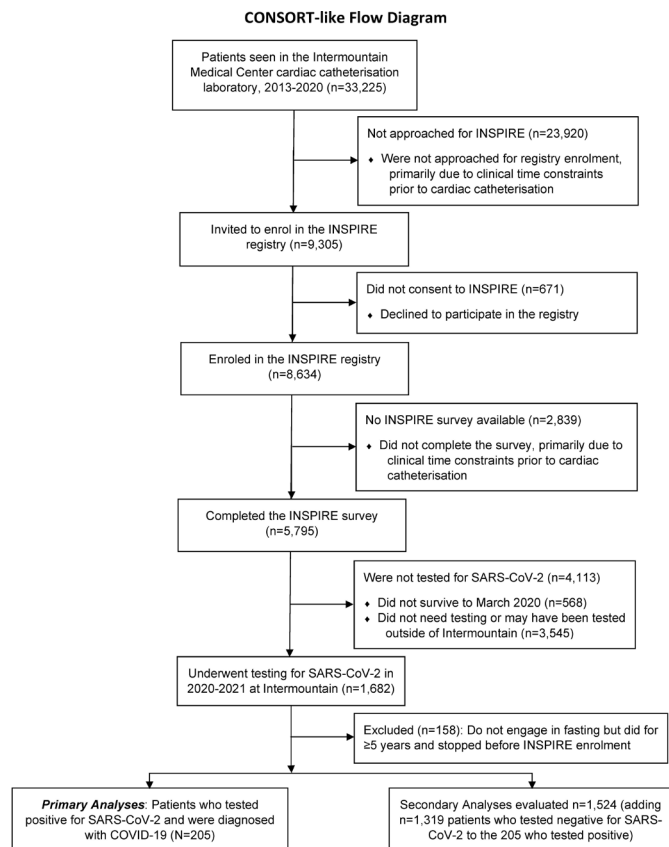 CONSORT-like Flow Diagram
Patients seen in the Intermountain
Medical Center cardiac catheterisation
laboratory, 2013-2020 (n=33,225)
Not approached for INSPIRE (n=23,920)
♦ Were not approached for registry enrolment,
primarily due to clinical time constraints
prior to cardiac catheterisation
Invited to enrol in the INSPIRE
registry (n=9,305)
Did not consent to INSPIRE (n=671)
♦ Declined to participate in the registry
Enroled in the INSPIRE registry
(n=8,634)
No INSPIRE survey available (n=2,839)
♦ Did not complete the survey, primarily due to
clinical time constraints prior to cardiac
catheterisation
Completed the INSPIRE survey
(n=5,795)
Were not tested for SARS-CoV-2 (n=4,113)
♦ Did not survive to March 2020 (n=568)
♦ Did not need testing or may have been tested
outside of Intermountain (n=3,545)
Underwent testing for SARS-CoV-2 in
2020-2021 at Intermountain (n=1,682)
Excluded (n=158): Do not engage in fasting but did for
≥5 years and stopped before INSPIRE enrolment
Primary Analyses: Patients who tested
positive for SARS-CoV-2 and were diagnosed
with COVID-19 (N=205)
Secondary Analyses evaluated n=1,524 (adding
n=1,319 patients who tested negative for SARS-
CoV-2 to the 205 who tested positive)